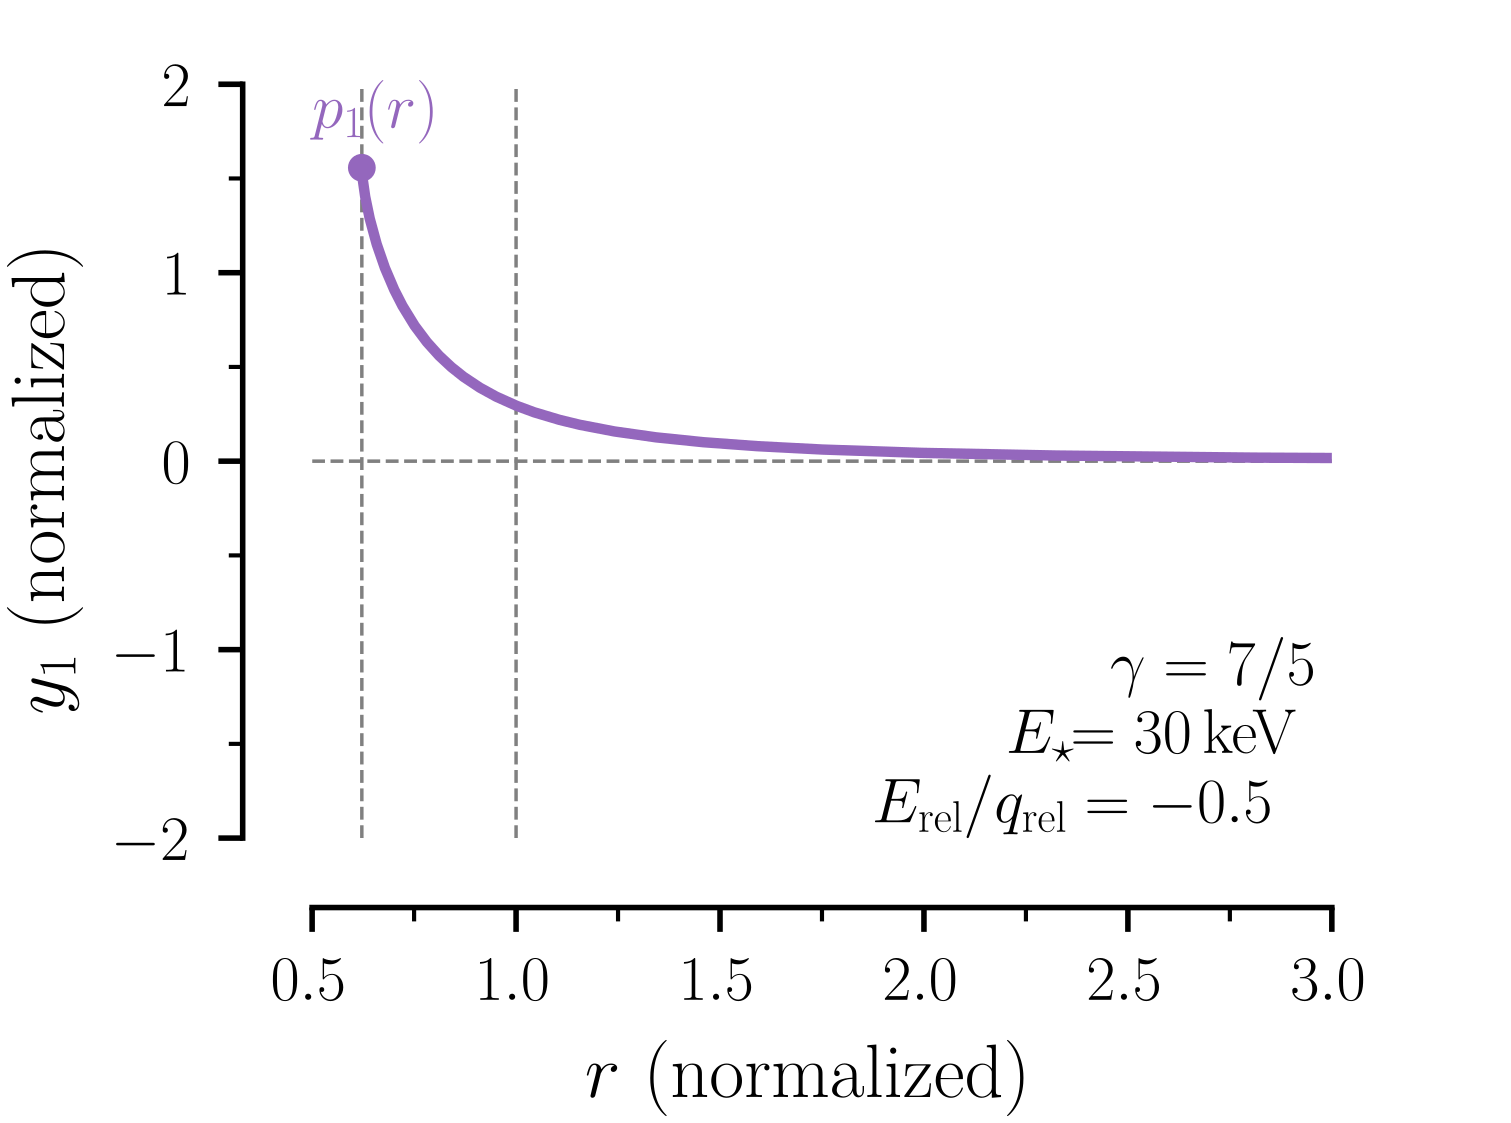 2
p₁(r)
1
0
−1
−2
y₁ (normalized)
γ = 7/5
E⋆= 30 keV
E_rel/q_rel = −0.5
0.5 1.0 1.5 2.0 2.5 3.0
r (normalized)